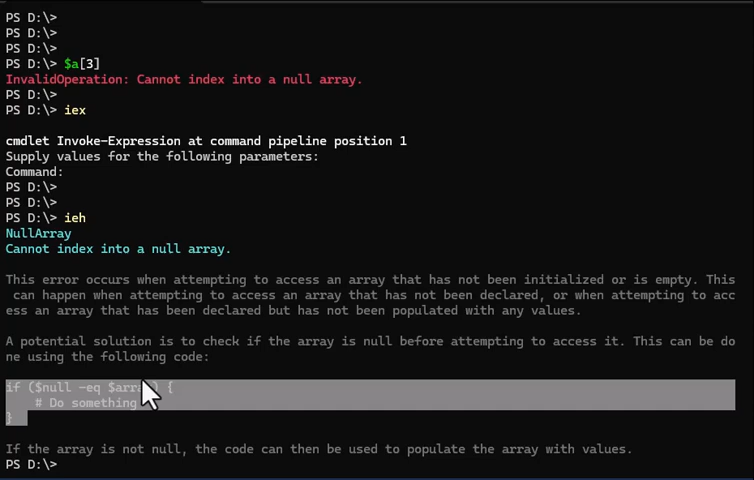 PS D:\>
PS D:\>
PS D:\>
PS D:\> $a[3]
InvalidOperation: Cannot index into a null array.
PS D:\>
PS D:\> iex
cmdlet Invoke-Expression at command pipeline position 1
Supply values for the following parameters:
Command:
PS D:\>
PS D:\>
PS D:\> ieh
NullArray
Cannot index into a null array.
This error occurs when attempting to access an array that has not been initialized or is empty. This
can happen when attempting to access an array that has not been declared, or when attempting to acc
ess an array that has been declared but has not been populated with any values.
A potential solution is to check if the array is null before attempting to access it. This can be do
ne using the following code:
if ($null -eq $array) {
# Do something
}
If the array is not null, the code can then be used to populate the array with values.
PS D:\>